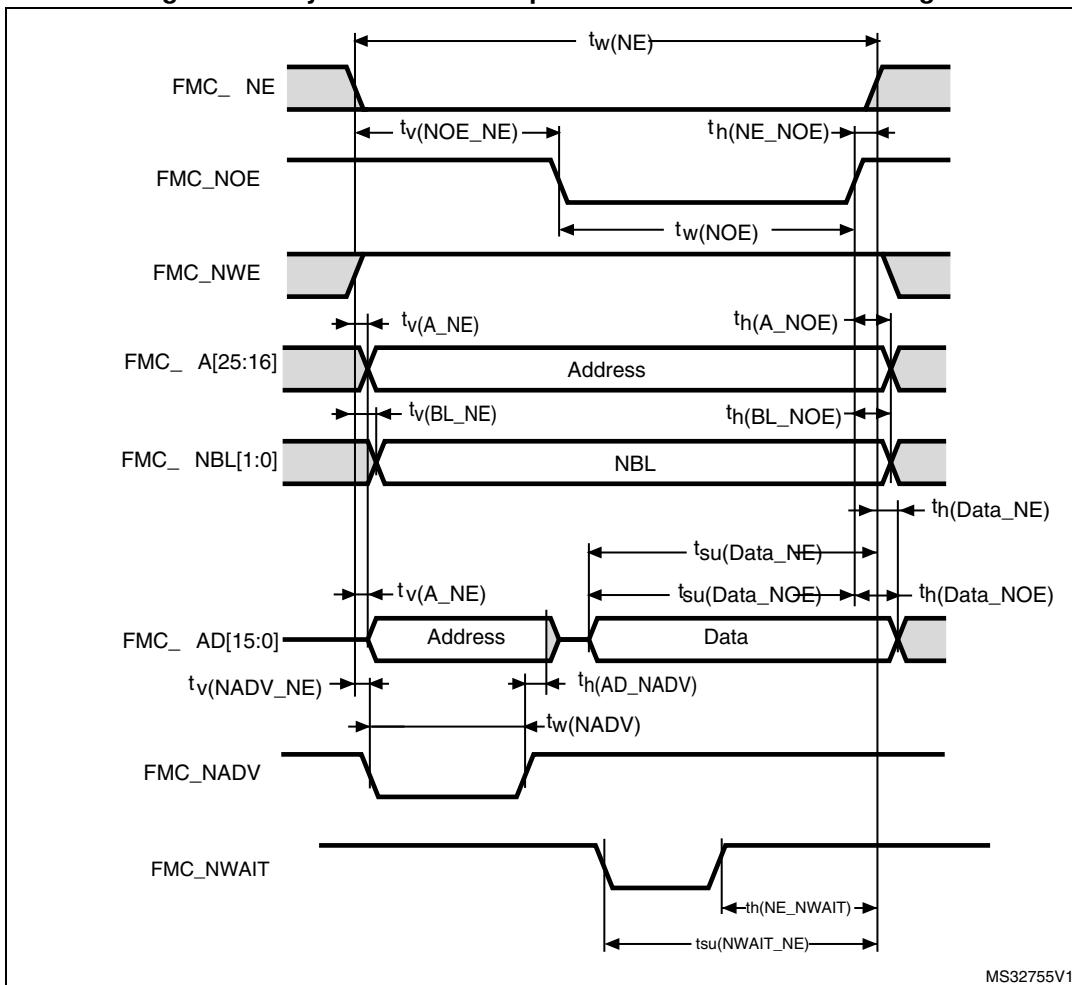 tw(NE)
FMC_ NE
tv(NOE_NE)
th(NE_NOE)
FMC_NOE
tw(NOE)
FMC_NWE
tv(A_NE)
th(A_NOE)
FMC_ A[25:16]
Address
tv(BL_NE)
th(BL_NOE)
FMC_ NBL[1:0]
NBL
th(Data_NE)
tsu(Data_NE)
tv(A_NE)
tsu(Data_NOE)
th(Data_NOE)
FMC_ AD[15:0]
Address
Data
tv(NADV_NE)
th(AD_NADV)
tw(NADV)
FMC_NADV
FMC_NWAIT
th(NE_NWAIT)
tsu(NWAIT_NE)
MS32755V1